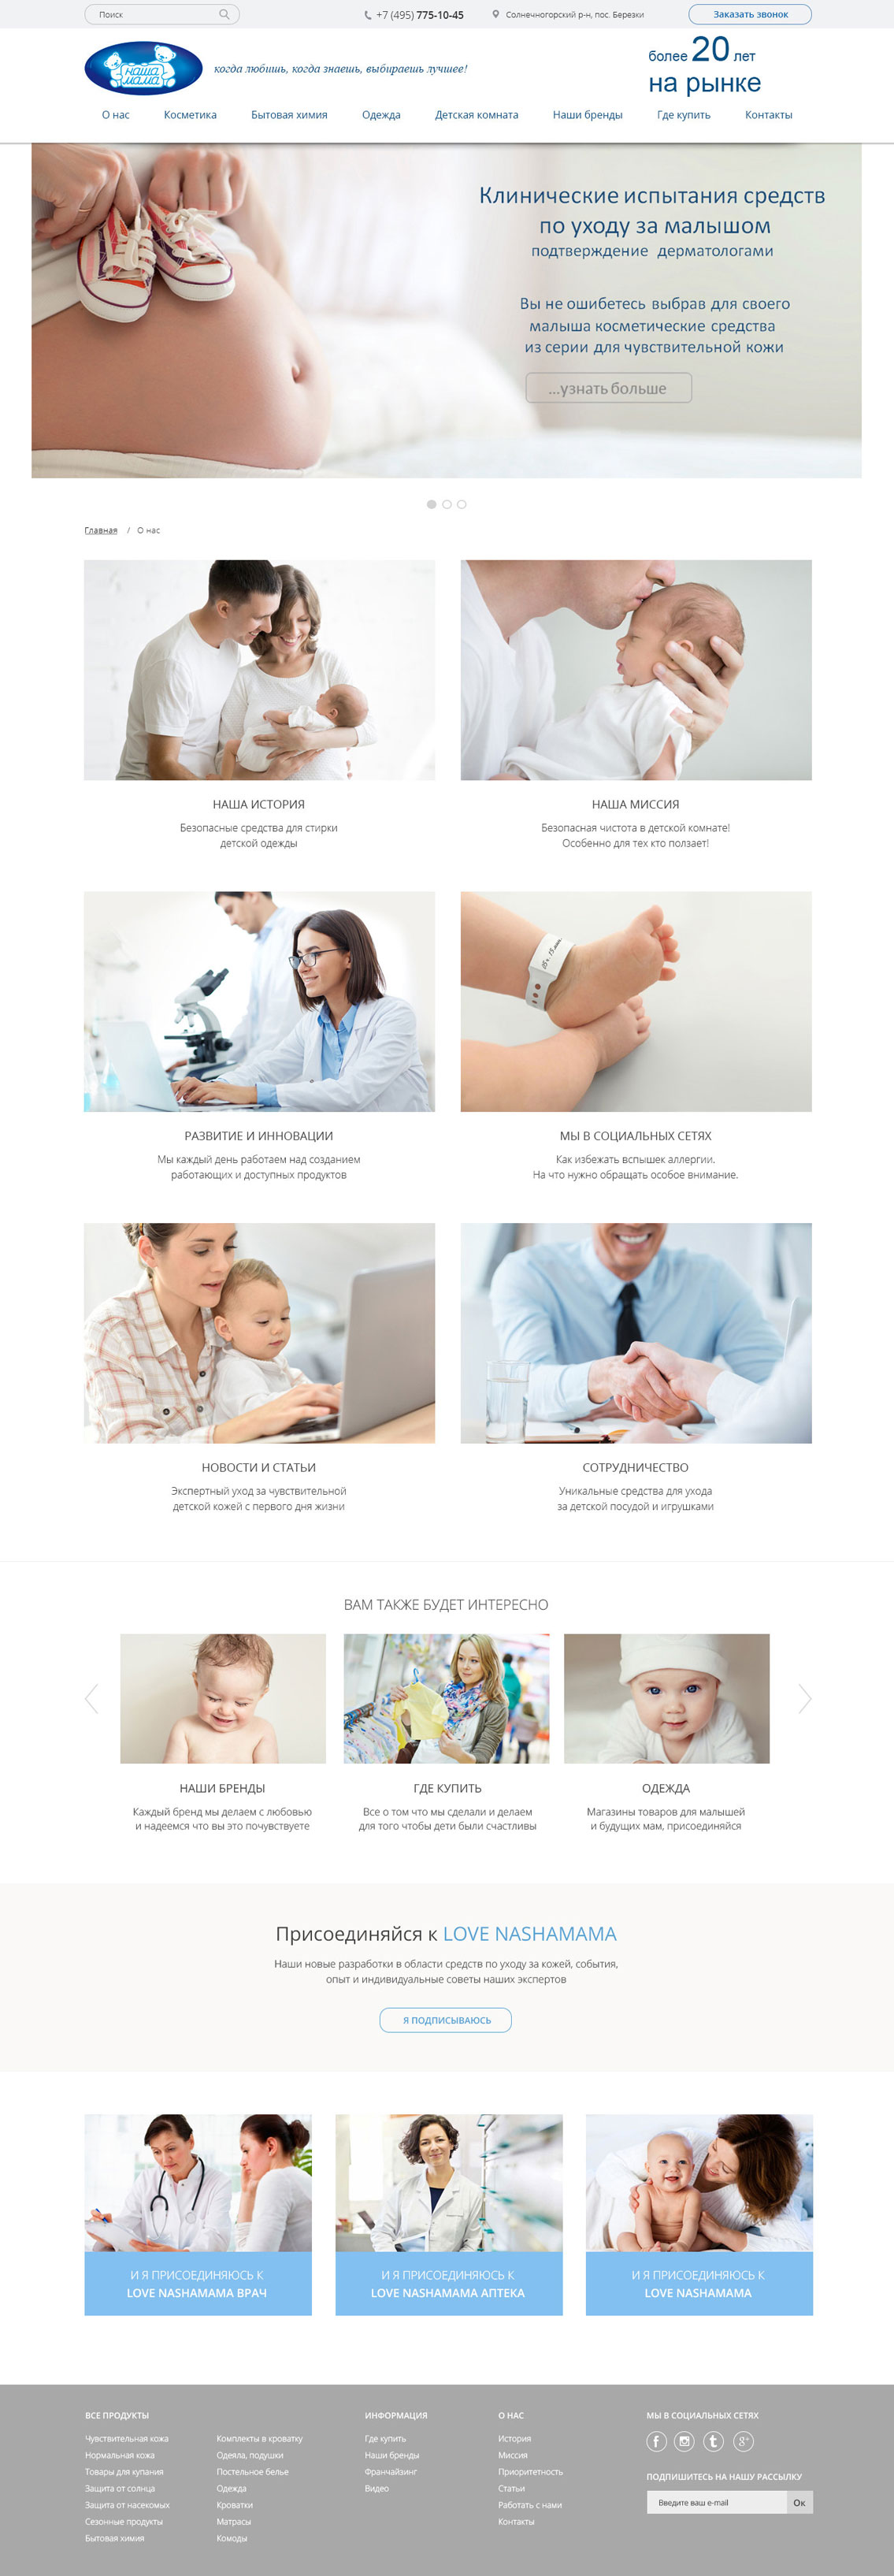 Поиск
+7 (495) 775-10-45
Солнечногорский р-н, пос. Березки
Заказать звонок
наша
мама
когда любишь, когда знаешь, выбираешь лучшее!
более 20 лет
на рынке
О нас
Косметика
Бытовая химия
Одежда
Детская комната
Наши бренды
Где купить
Контакты
Клинические испытания средств
по уходу за малышом
подтверждение дерматологами
Вы не ошибетесь выбрав для своего
малыша косметические средства
из серии для чувствительной кожи
...узнать больше
Главная / О нас
НАША ИСТОРИЯ
Безопасные средства для стирки
детской одежды
НАША МИССИЯ
Безопасная чистота в детской комнате!
Особенно для тех кто ползает!
РАЗВИТИЕ И ИННОВАЦИИ
Мы каждый день работаем над созданием
работающих и доступных продуктов
МЫ В СОЦИАЛЬНЫХ СЕТЯХ
Как избежать вспышек аллергии.
На что нужно обращать особое внимание.
НОВОСТИ И СТАТЬИ
Экспертный уход за чувствительной
детской кожей с первого дня жизни
СОТРУДНИЧЕСТВО
Уникальные средства для ухода
за детской посудой и игрушками
ВАМ ТАКЖЕ БУДЕТ ИНТЕРЕСНО
НАШИ БРЕНДЫ
Каждый бренд мы делаем с любовью
и надеемся что вы это почувствуете
ГДЕ КУПИТЬ
Все о том что мы сделали и делаем
для того чтобы дети были счастливы
ОДЕЖДА
Магазины товаров для малышей
и будущих мам, присоединяйся
Присоединяйся к LOVE NASHAMAMA
Наши новые разработки в области средств по уходу за кожей, события,
опыт и индивидуальные советы наших экспертов
Я ПОДПИСЫВАЮСЬ
И Я ПРИСОЕДИНЯЮСЬ К
LOVE NASHAMAMA ВРАЧ
И Я ПРИСОЕДИНЯЮСЬ К
LOVE NASHAMAMA АПТЕКА
И Я ПРИСОЕДИНЯЮСЬ К
LOVE NASHAMAMA
ВСЕ ПРОДУКТЫ
Чувствительная кожа
Нормальная кожа
Товары для купания
Защита от солнца
Защита от насекомых
Сезонные продукты
Бытовая химия
Комплекты в кроватку
Одеяла, подушки
Постельное белье
Одежда
Кроватки
Матрасы
Комоды
ИНФОРМАЦИЯ
Где купить
Наши бренды
Франчайзинг
Видео
О НАС
История
Миссия
Приоритетность
Статьи
Работать с нами
Контакты
МЫ В СОЦИАЛЬНЫХ СЕТЯХ
ПОДПИШИТЕСЬ НА НАШУ РАССЫЛКУ
Введите ваш e-mail
Ок